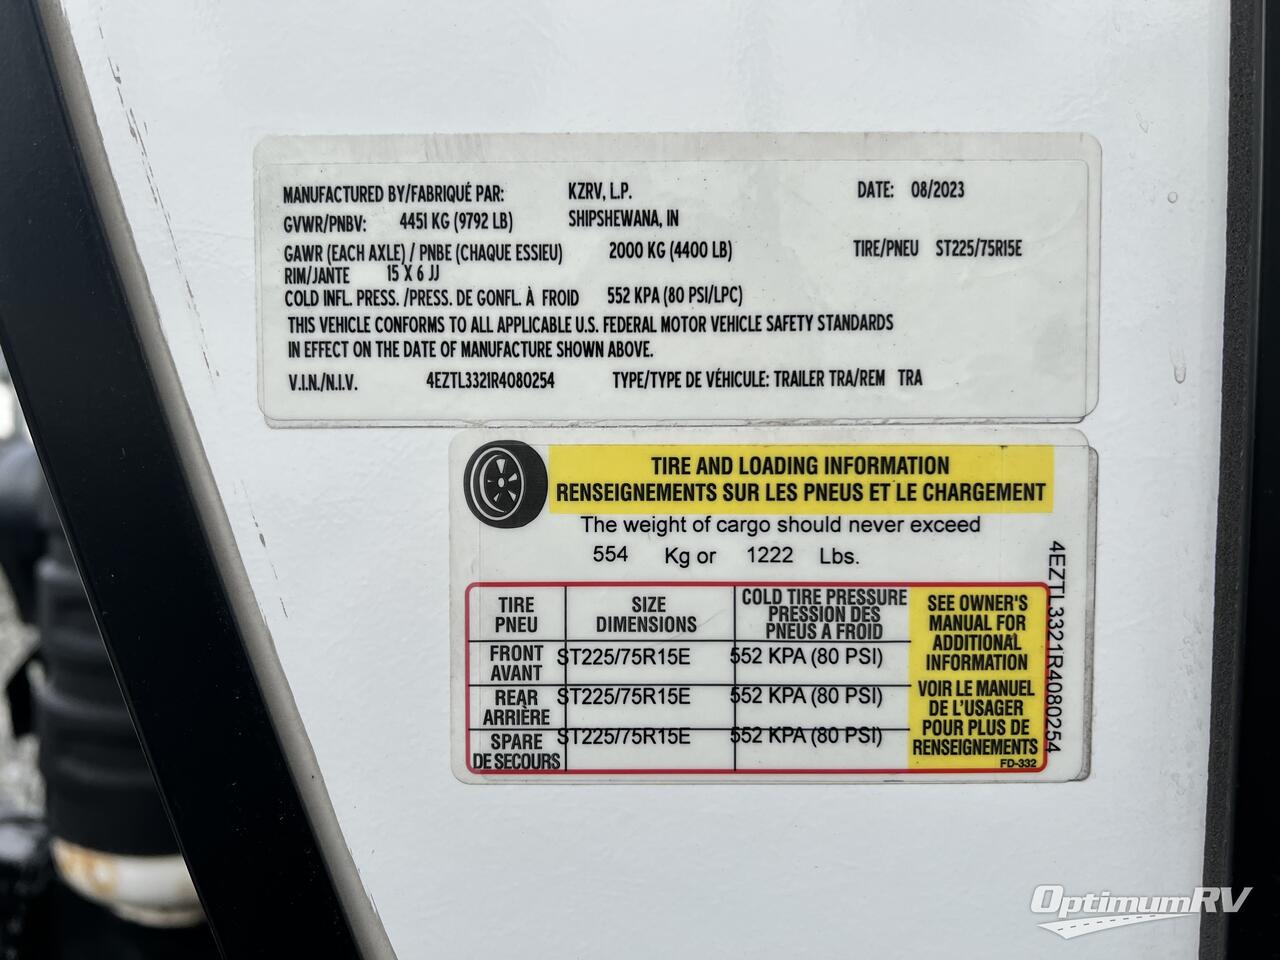 MANUFACTURED BY/FABRIQUÉ PAR: KZRV, L.P. DATE: 08/2023
GVWR/PNBV: 4451 KG (9792 LB) SHIPSHEWANA, IN
GAWR (EACH AXLE) / PNBE (CHAQUE ESSIEU) 2000 KG (4400 LB) TIRE/PNEU ST225/75R15E
RIM/JANTE 15 X 6 JJ
COLD INFL. PRESS. /PRESS. DE GONFL. À FROID 552 KPA (80 PSI/LPC)
THIS VEHICLE CONFORMS TO ALL APPLICABLE U.S. FEDERAL MOTOR VEHICLE SAFETY STANDARDS
IN EFFECT ON THE DATE OF MANUFACTURE SHOWN ABOVE.
V.I.N./N.I.V. 4EZTL3321R4080254 TYPE/TYPE DE VÉHICULE: TRAILER TRA/REM TRA
TIRE AND LOADING INFORMATION
RENSEIGNEMENTS SUR LES PNEUS ET LE CHARGEMENT
The weight of cargo should never exceed
554 Kg or 1222 Lbs.
TIRE
PNEU
SIZE
DIMENSIONS
COLD TIRE PRESSURE
PRESSION DES
PNEUS A FROID
FRONT
AVANT
ST225/75R15E 552 KPA (80 PSI)
REAR
ARRIÈRE
ST225/75R15E 552 KPA (80 PSI)
SPARE
DE SECOURS
ST225/75R15E 552 KPA (80 PSI)
SEE OWNER'S
MANUAL FOR
ADDITIONAL
INFORMATION
VOIR LE MANUEL
DE L'USAGER
POUR PLUS DE
RENSEIGNEMENTS
FD-332
4EZTL3321R4080254
OptimumRV